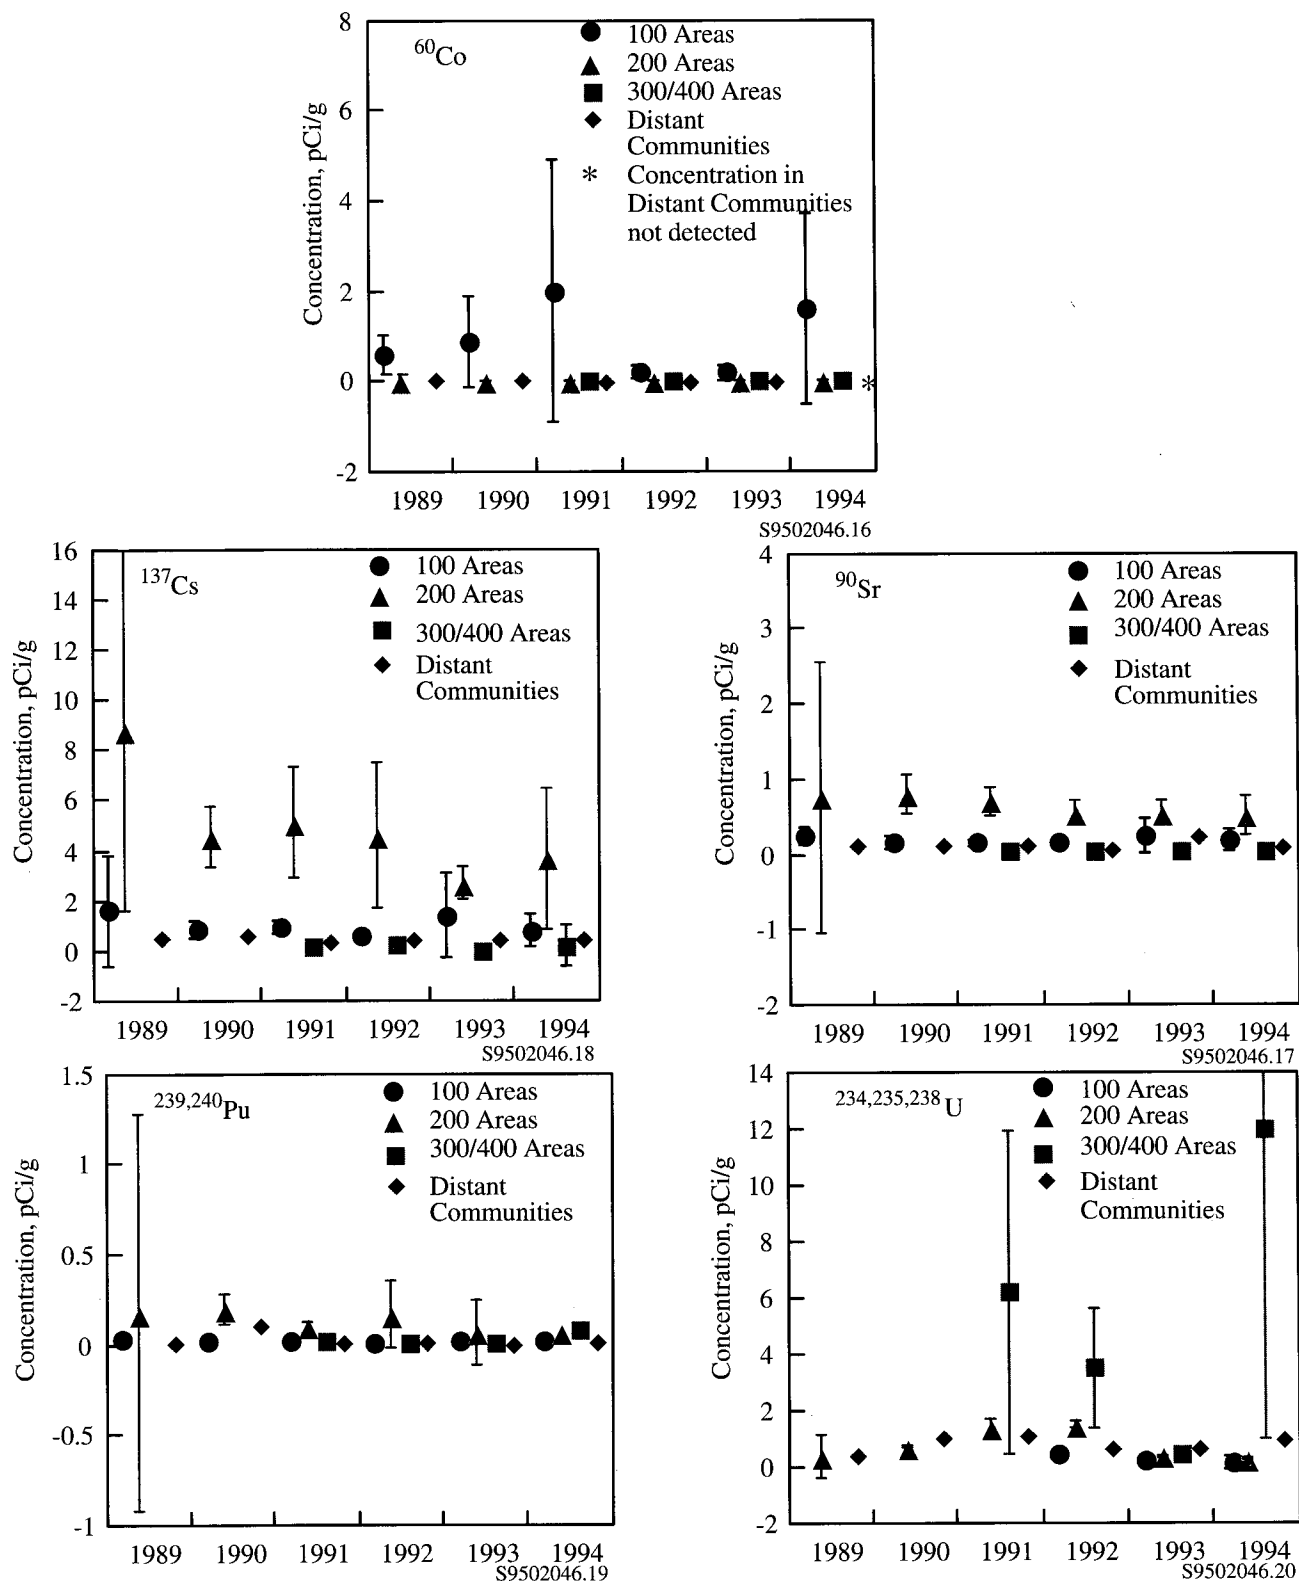 8
6
4
2
0
-2
Concentration, pCi/g
60Co
100 Areas
200 Areas
300/400 Areas
Distant
Communities
* Concentration in
Distant Communities
not detected
*
1989 1990 1991 1992 1993 1994
S9502046.16
16
14
12
10
8
6
4
2
0
-2
Concentration, pCi/g
137Cs
100 Areas
200 Areas
300/400 Areas
Distant
Communities
1989 1990 1991 1992 1993 1994
S9502046.18
4
3
2
1
0
-1
-2
Concentration, pCi/g
90Sr
100 Areas
200 Areas
300/400 Areas
Distant
Communities
1989 1990 1991 1992 1993 1994
S9502046.17
1.5
1
0.5
0
-0.5
-1
Concentration, pCi/g
239,240Pu
100 Areas
200 Areas
300/400 Areas
Distant
Communities
1989 1990 1991 1992 1993 1994
S9502046.19
14
12
10
8
6
4
2
0
-2
Concentration, pCi/g
234,235,238U
100 Areas
200 Areas
300/400 Areas
Distant
Communities
1989 1990 1991 1992 1993 1994
S9502046.20